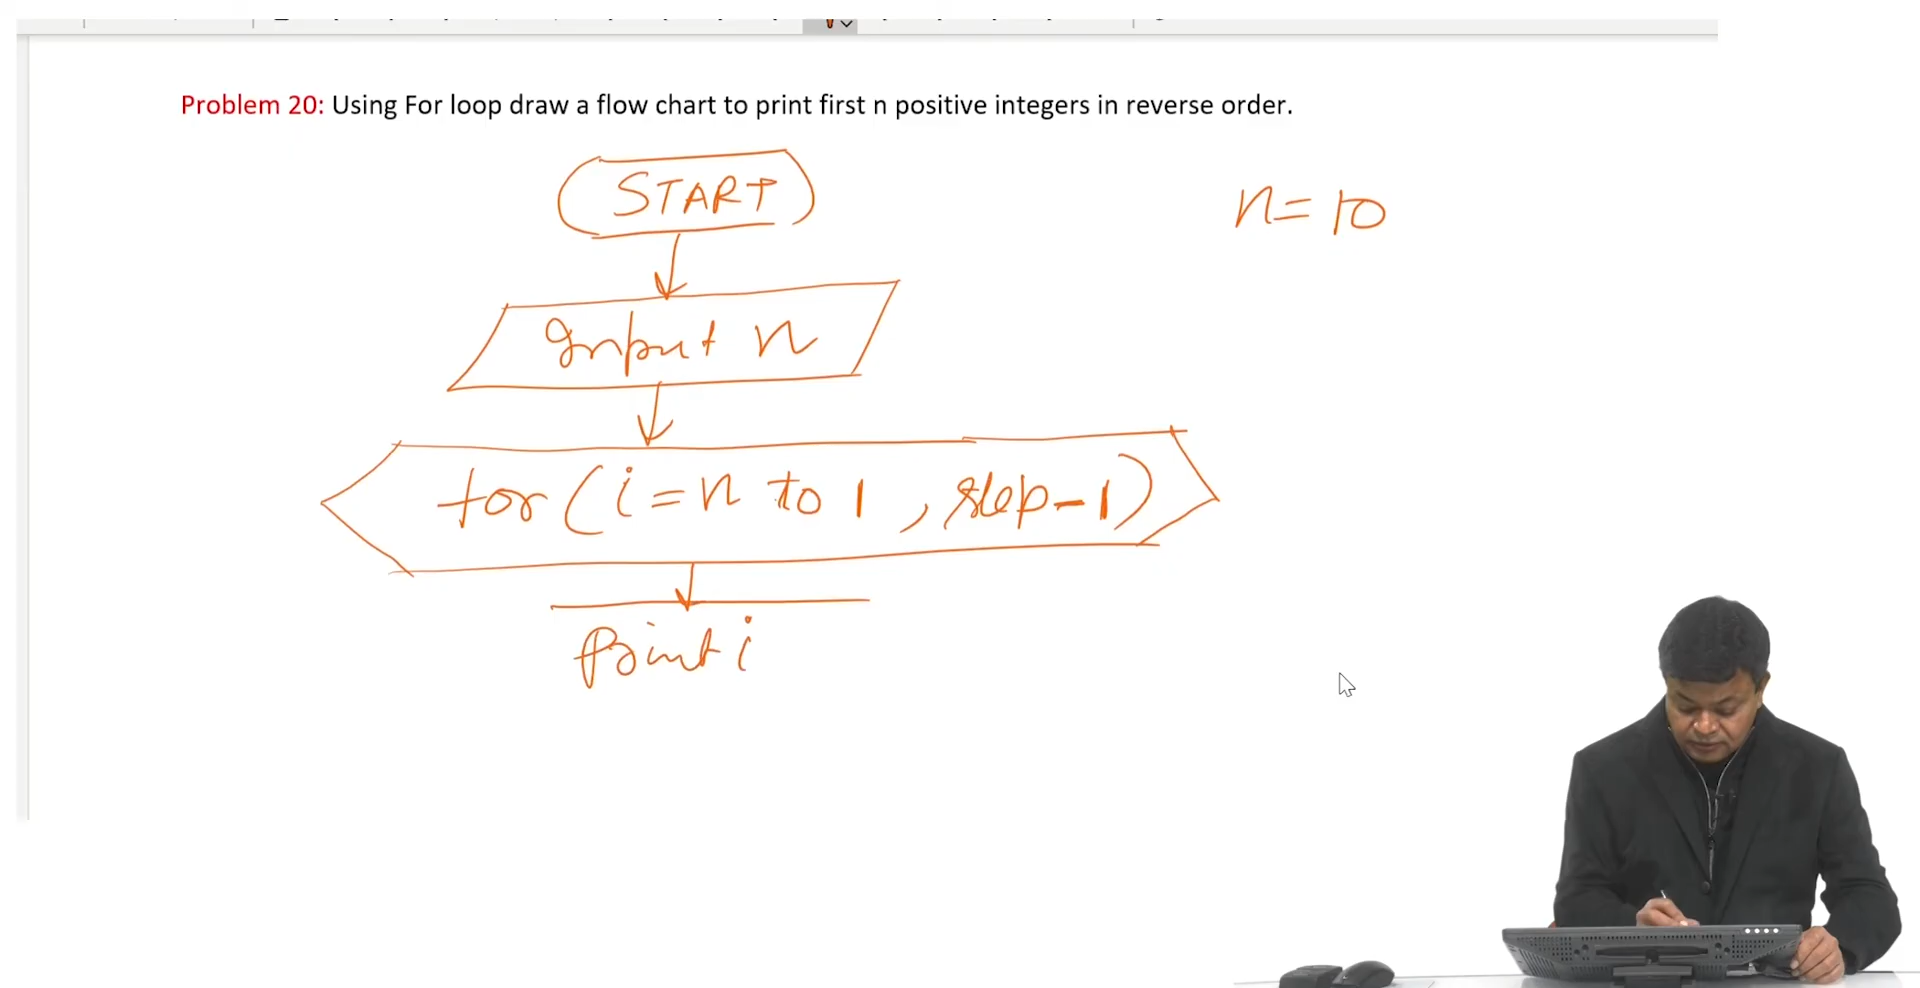 Problem 20: Using For loop draw a flow chart to print first n positive integers in reverse order.
START
n = 10
Input n
for ( i = n to 1 , step - 1 )
Print i